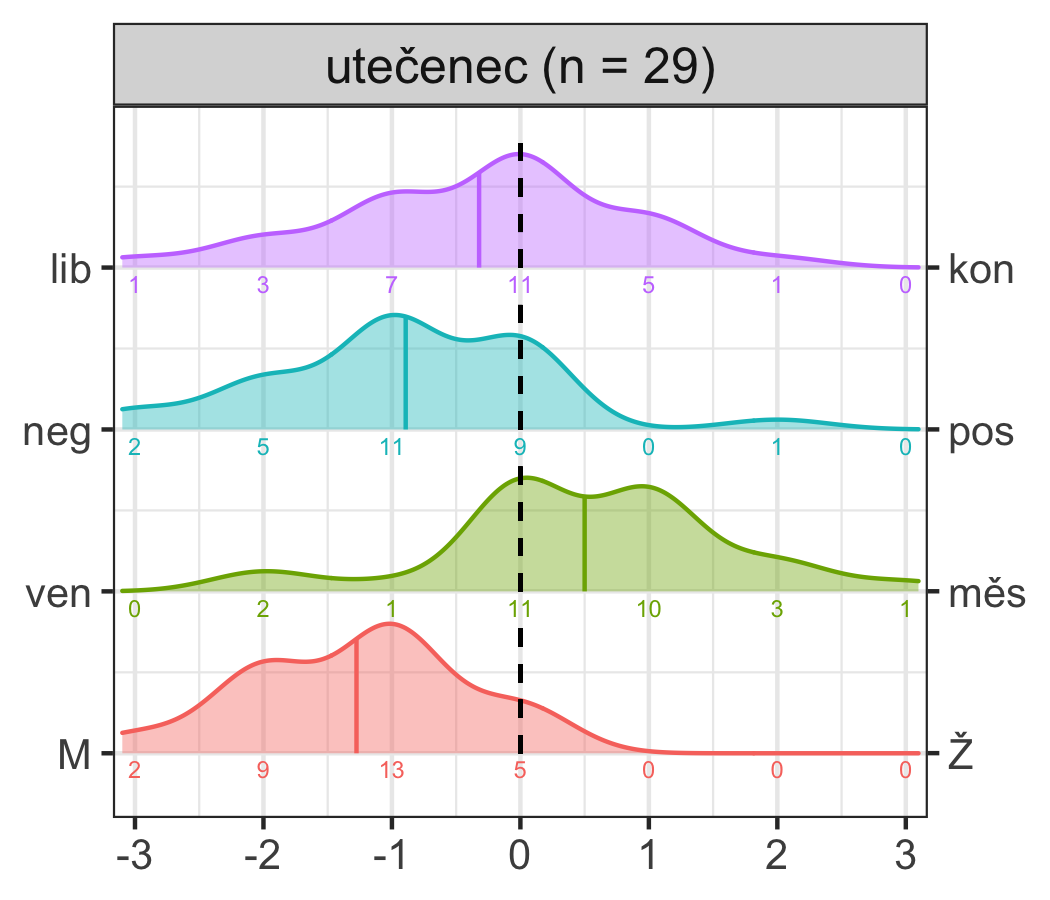 utečenec (n = 29)
lib kon
1 3 7 11 5 1 0
neg pos
2 5 11 9 0 1 0
ven měs
0 2 1 11 10 3 1
M Ž
2 9 13 5 0 0 0
-3 -2 -1 0 1 2 3